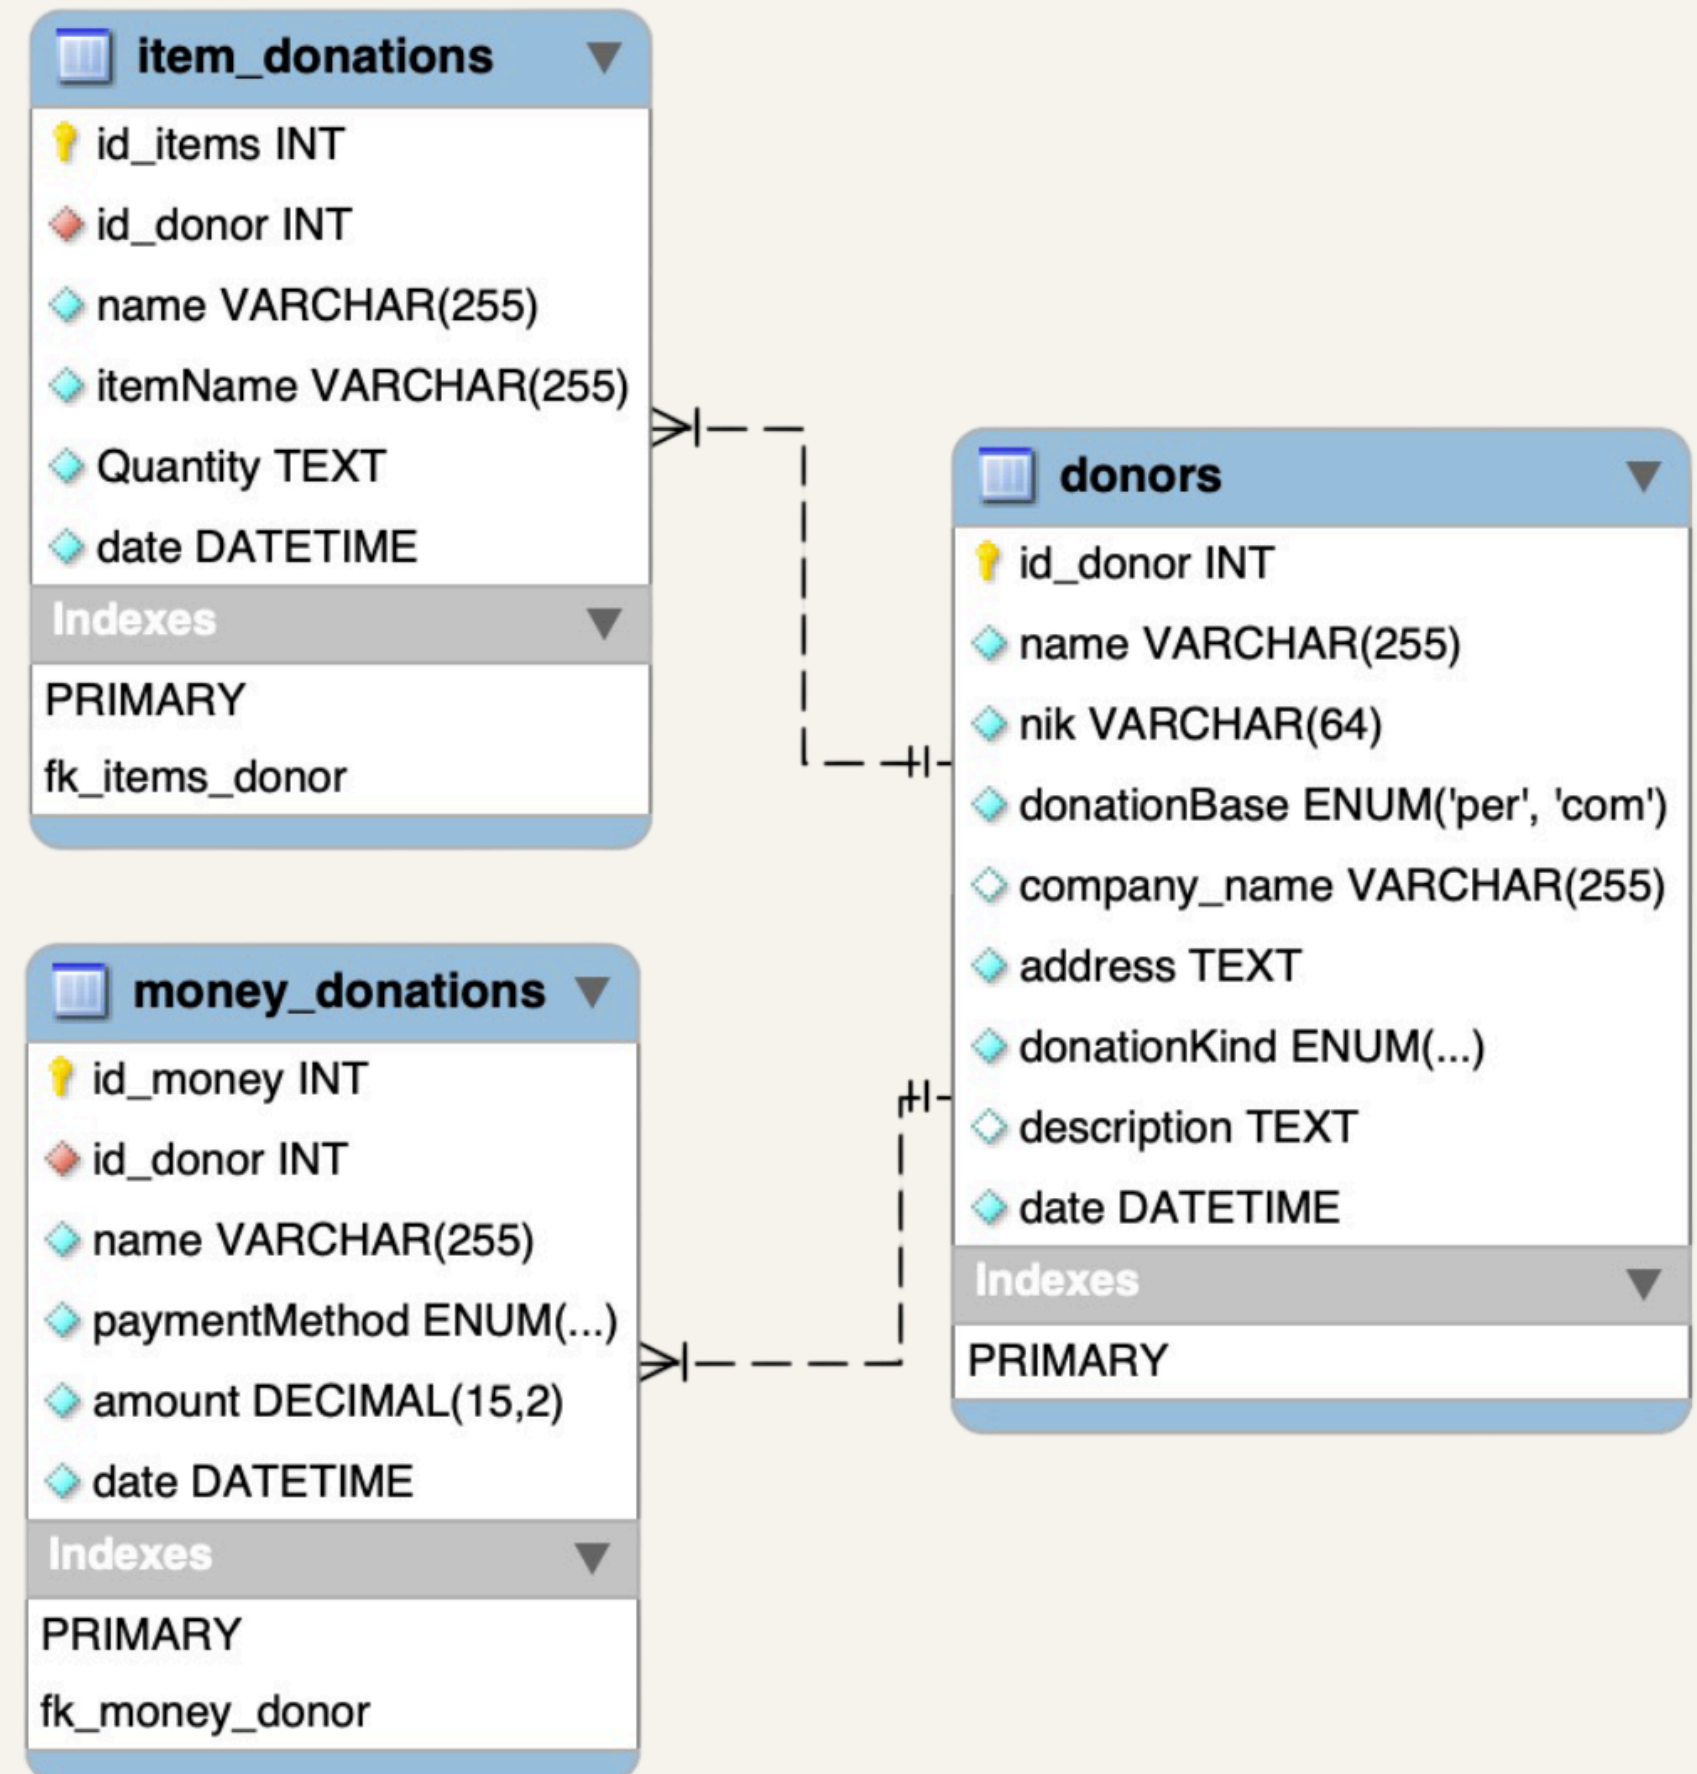 item_donations
id_items INT
id_donor INT
name VARCHAR(255)
itemName VARCHAR(255)
Quantity TEXT
date DATETIME
Indexes
PRIMARY
fk_items_donor
money_donations
id_money INT
id_donor INT
name VARCHAR(255)
paymentMethod ENUM(...)
amount DECIMAL(15,2)
date DATETIME
Indexes
PRIMARY
fk_money_donor
donors
id_donor INT
name VARCHAR(255)
nik VARCHAR(64)
donationBase ENUM('per', 'com')
company_name VARCHAR(255)
address TEXT
donationKind ENUM(...)
description TEXT
date DATETIME
Indexes
PRIMARY